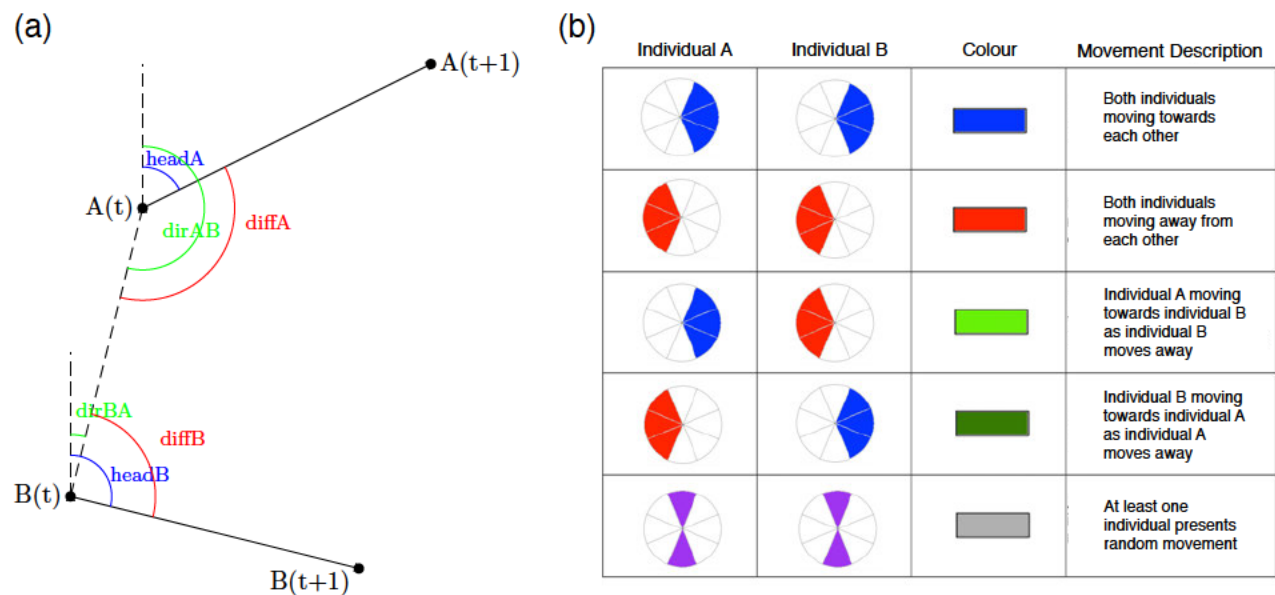 (a)
A(t+1)
headA
A(t)
dirAB
diffA
dirBA
diffB
headB
B(t)
B(t+1)
(b)
Individual A
Individual B
Colour
Movement Description
Both individuals
moving towards
each other
Both individuals
moving away from
each other
Individual A moving
towards individual B
as individual B
moves away
Individual B moving
towards individual A
as individual A
moves away
At least one
individual presents
random movement